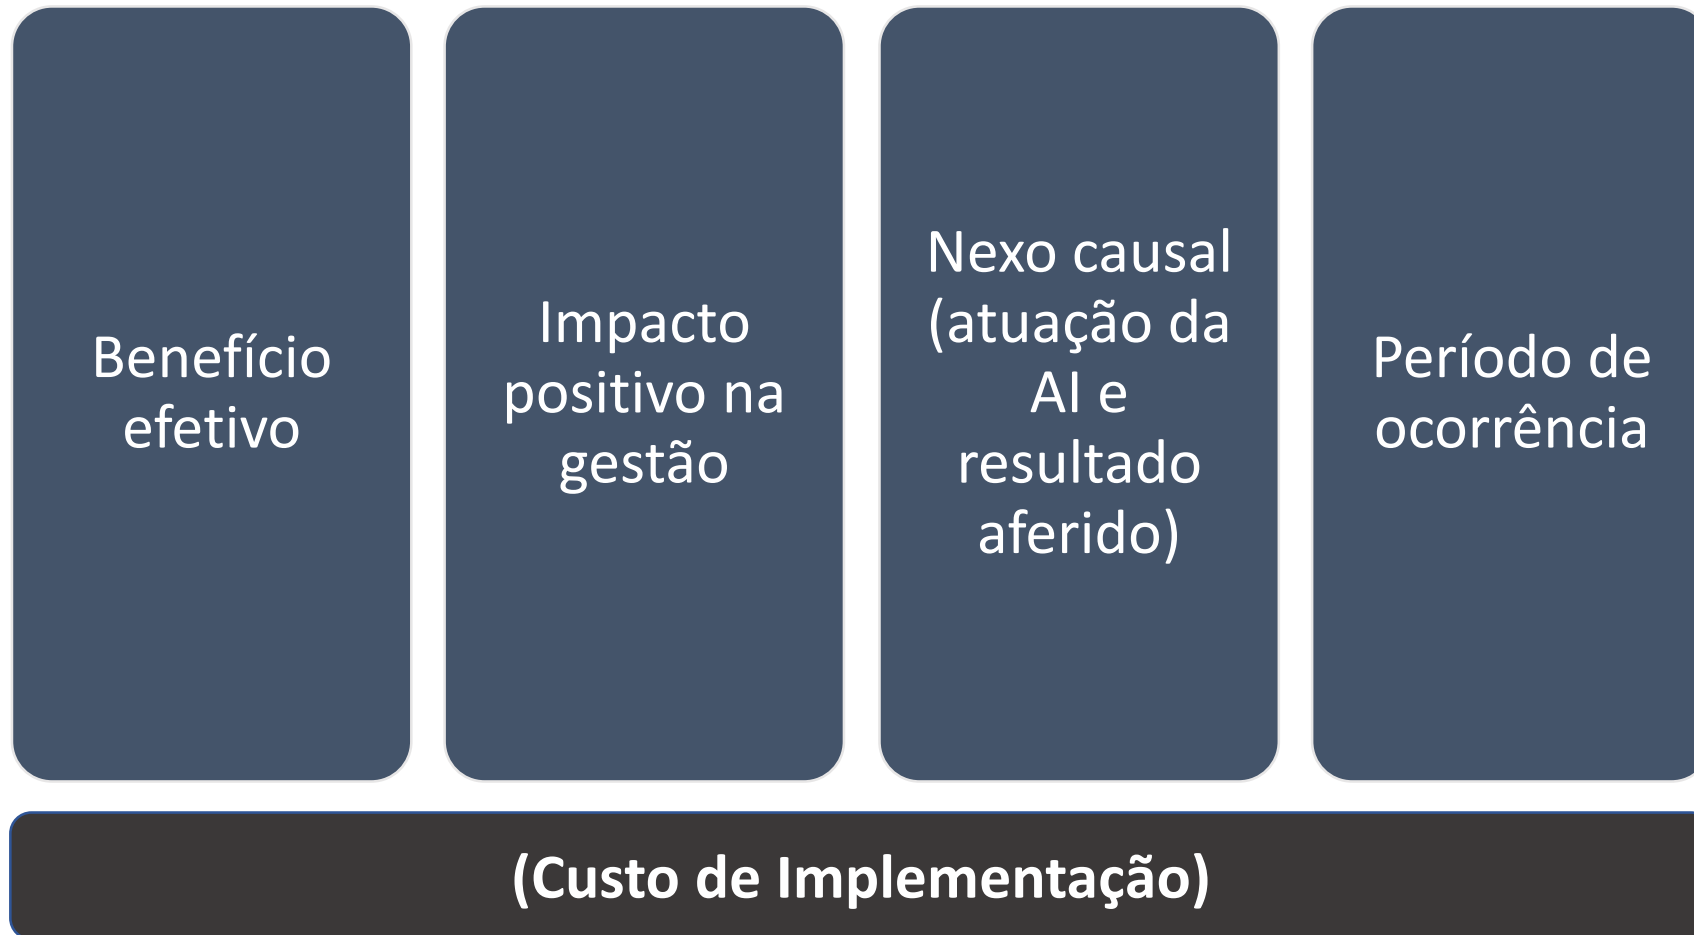 Benefício
efetivo
Impacto
positivo na
gestão
Nexo causal
(atuação da
AI e
resultado
aferido)
Período de
ocorrência
(Custo de Implementação)